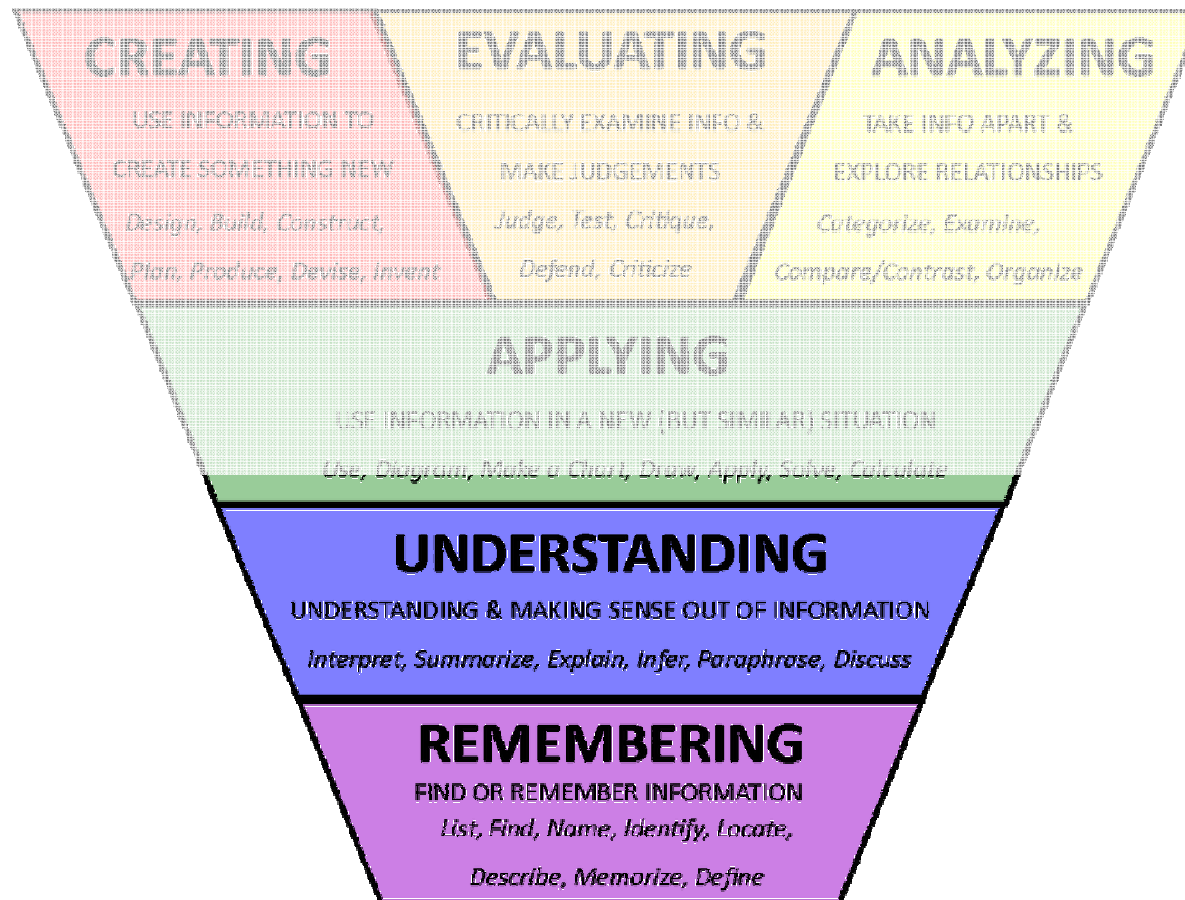 CREATING
USE INFORMATION TO
CREATE SOMETHING NEW
Design, Build, Construct,
Plan, Produce, Devise, Invent
EVALUATING
CRITICALLY EXAMINE INFO &
MAKE JUDGEMENTS
Judge, Test, Critique,
Defend, Criticize
ANALYZING
TAKE INFO APART &
EXPLORE RELATIONSHIPS
Categorize, Examine,
Compare/Contrast, Organize
APPLYING
USE INFORMATION IN A NEW (BUT SIMILAR) SITUATION
Use, Diagram, Make a Chart, Draw, Apply, Solve, Calculate
UNDERSTANDING
UNDERSTANDING & MAKING SENSE OUT OF INFORMATION
Interpret, Summarize, Explain, Infer, Paraphrase, Discuss
REMEMBERING
FIND OR REMEMBER INFORMATION
List, Find, Name, Identify, Locate,
Describe, Memorize, Define